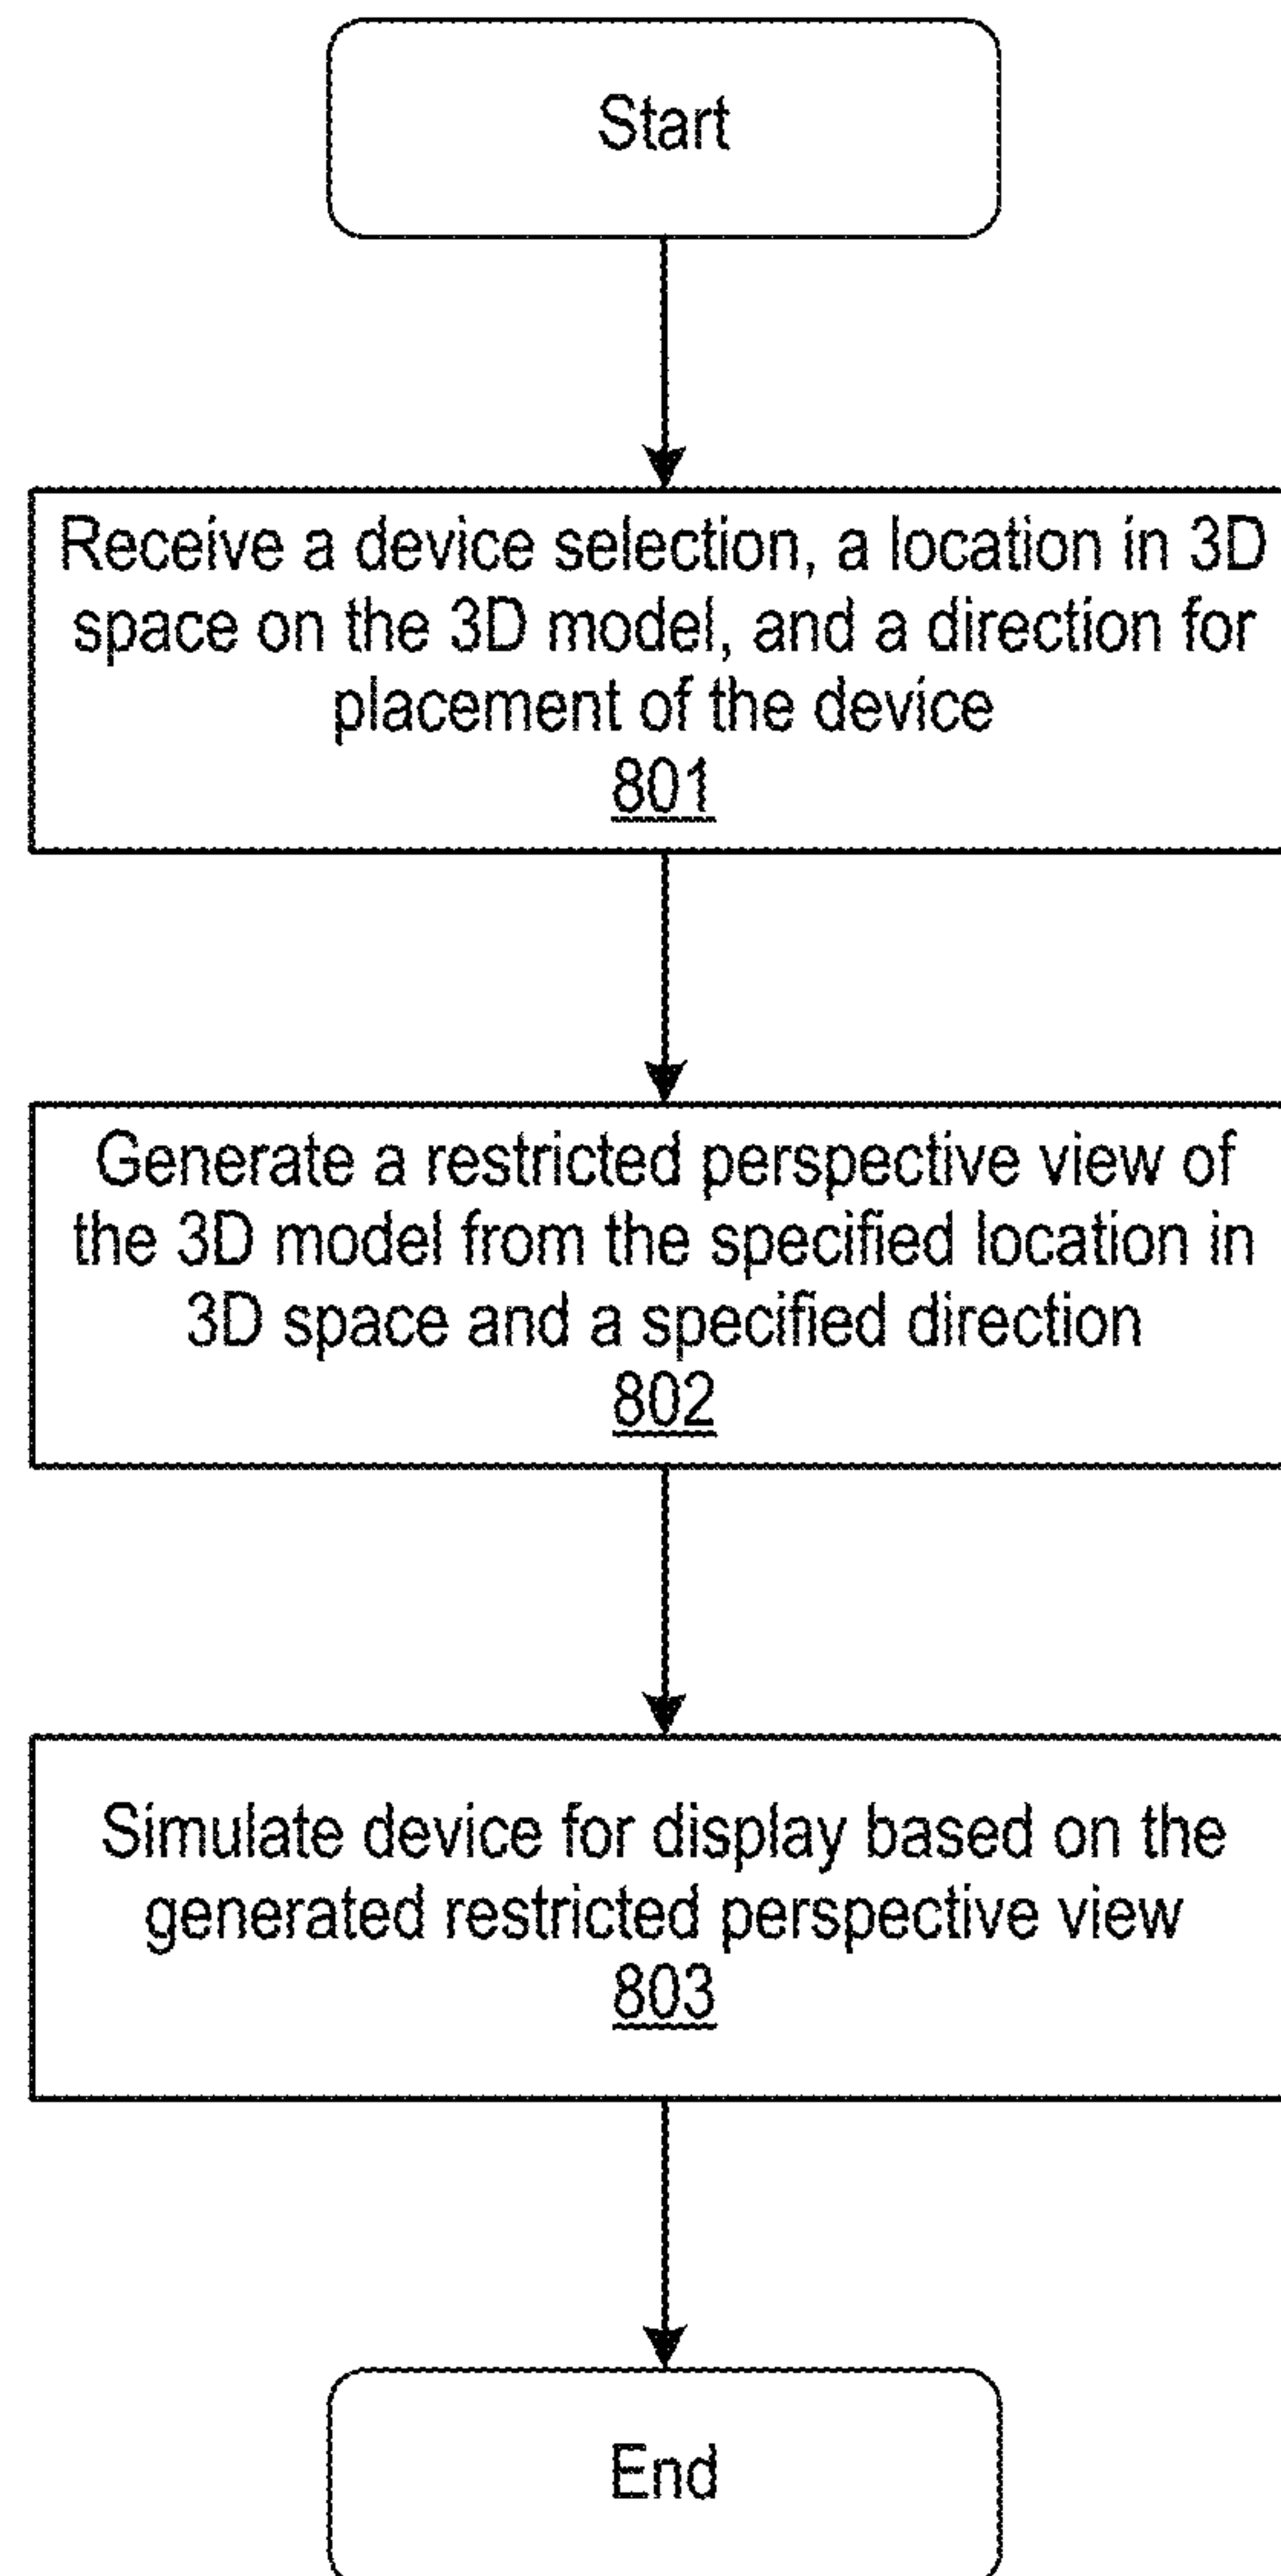 Start
Receive a device selection, a location in 3D
space on the 3D model, and a direction for
placement of the device
801
Generate a restricted perspective view of
the 3D model from the specified location in
3D space and a specified direction
802
Simulate device for display based on the
generated restricted perspective view
803
End